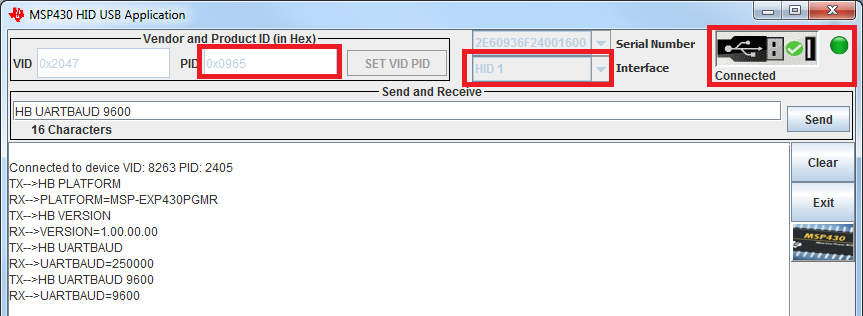 MSP430 HID USB Application
Vendor and Product ID (in Hex)
VID 0x2047 PID 0x0965 SET VID PID
2E60936F24001600 Serial Number
HID 1 Interface
Connected
Send and Receive
HB UARTBAUD 9600
16 Characters
Send
Connected to device VID: 8263 PID: 2405
TX-->HB PLATFORM
RX-->PLATFORM=MSP-EXP430PGMR
TX-->HB VERSION
RX-->VERSION=1.00.00.00
TX-->HB UARTBAUD
RX-->UARTBAUD=250000
TX-->HB UARTBAUD 9600
RX-->UARTBAUD=9600
Clear
Exit
MSP430